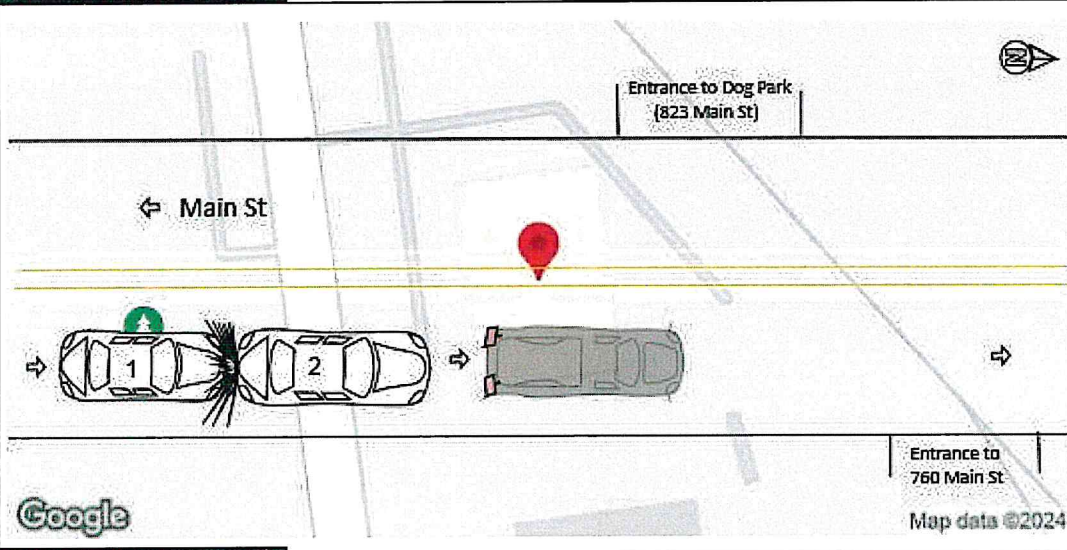 N
Entrance to Dog Park
(823 Main St)
Main St
1
2
Entrance to
760 Main St
Google
Map data ©2024